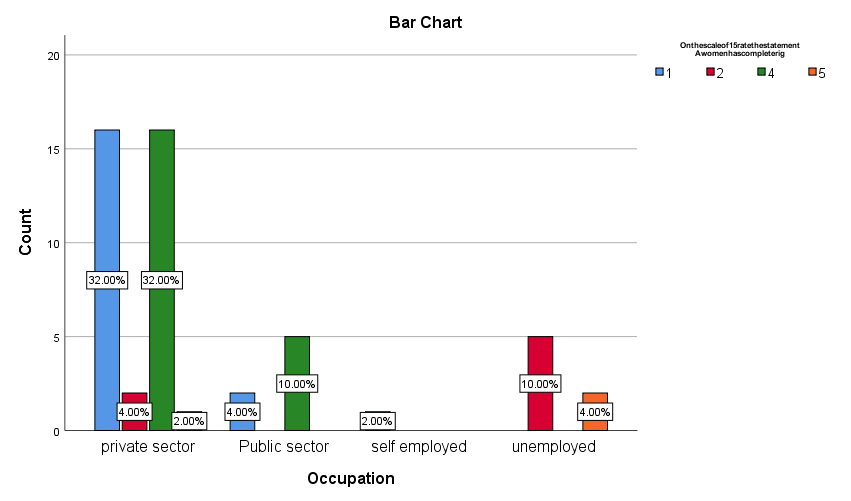 Bar Chart
Onthescaleof15ratethestatement
Awomenhascompleterig
1 2 4 5
20
15
10
5
0
Count
32.00% 32.00%
4.00% 2.00%
4.00% 10.00%
2.00%
10.00% 4.00%
private sector Public sector self employed unemployed
Occupation